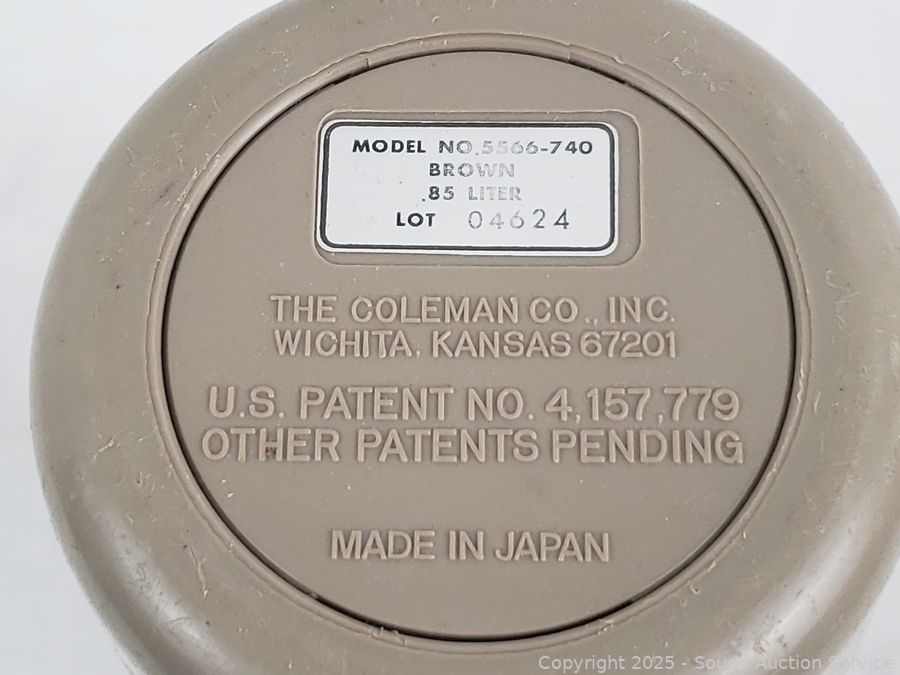 MODEL NO. 5566-740
BROWN
.85 LITER
LOT 04624
THE COLEMAN CO., INC.
WICHITA, KANSAS 67201
U.S. PATENT NO. 4,157,779
OTHER PATENTS PENDING
MADE IN JAPAN
Copyright 2025 - South Auction Service